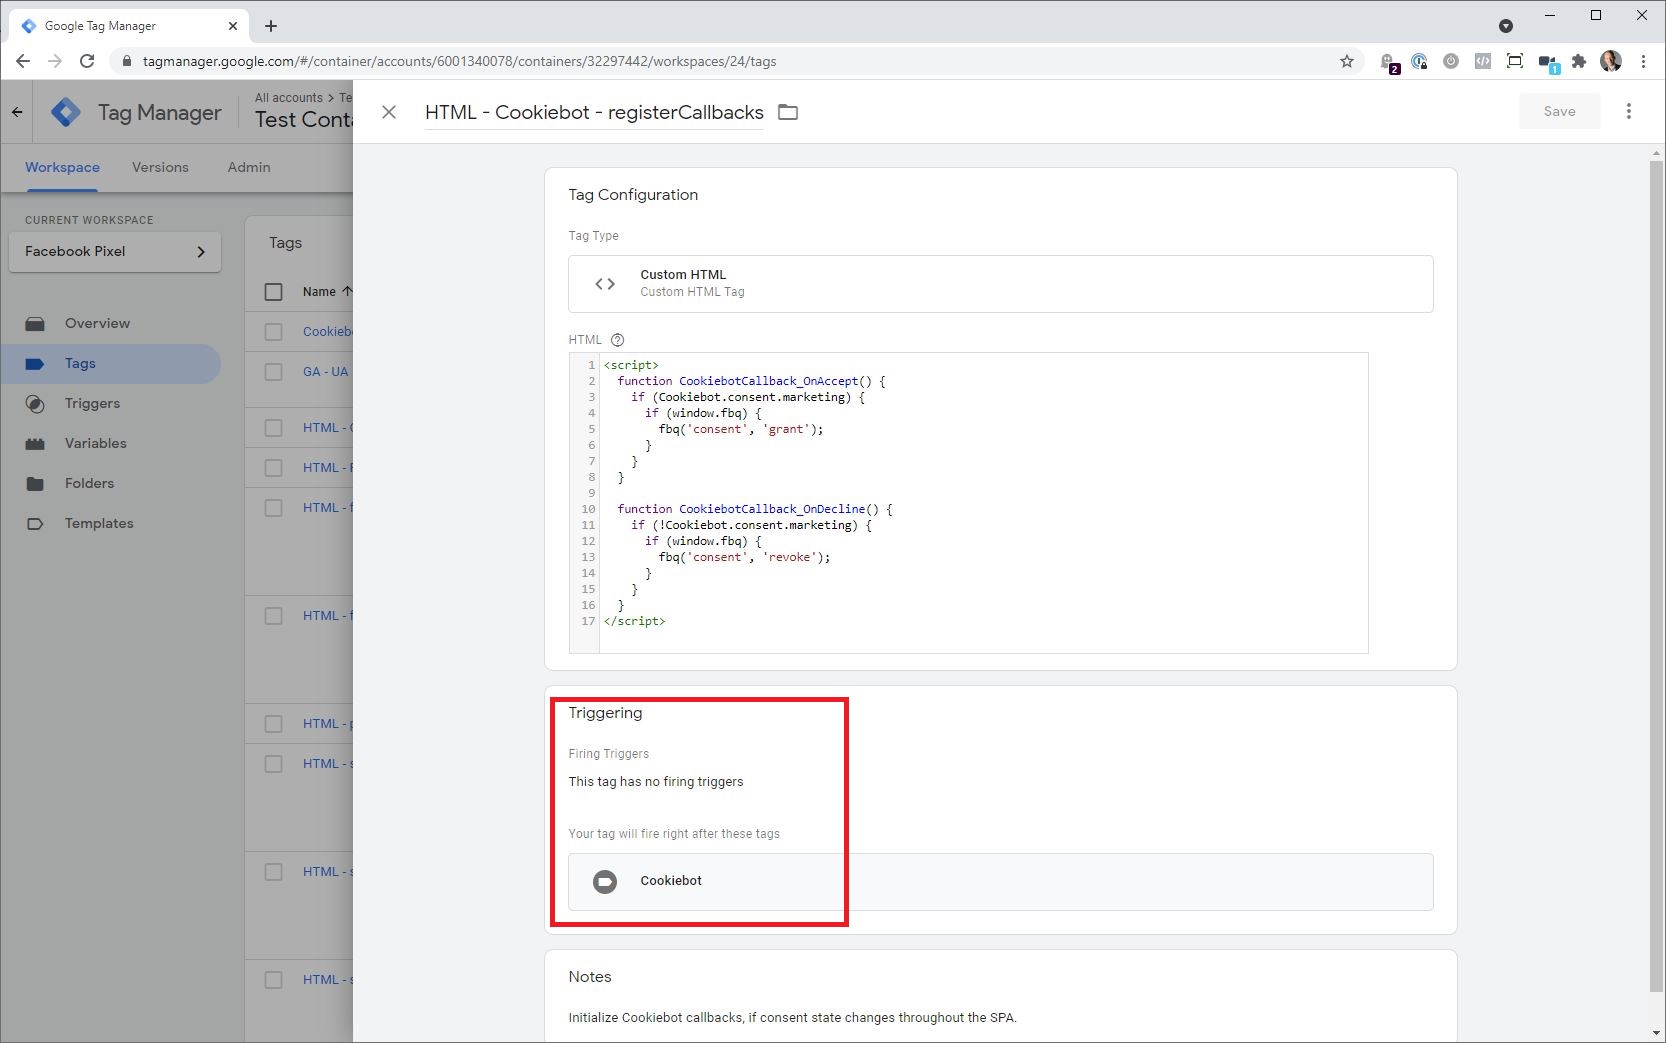 Google Tag Manager
tagmanager.google.com/#/container/accounts/6001340078/containers/32297442/workspaces/24/tags
2
1
Tag Manager
All accounts > Te
Test Conta
HTML - Cookiebot - registerCallbacks
Save
Workspace
Versions
Admin
CURRENT WORKSPACE
Facebook Pixel
Overview
Tags
Triggers
Variables
Folders
Templates
Tags
Name
Cookieb
GA - UA
HTML - C
HTML - F
HTML - f
HTML - f
HTML - p
HTML - s
HTML - s
HTML - s
Tag Configuration
Tag Type
Custom HTML
Custom HTML Tag
HTML
1 <script>
2 function CookiebotCallback_OnAccept() {
3 if (Cookiebot.consent.marketing) {
4 if (window.fbq) {
5 fbq('consent', 'grant');
6 }
7 }
8 }
9
10 function CookiebotCallback_OnDecline() {
11 if (!Cookiebot.consent.marketing) {
12 if (window.fbq) {
13 fbq('consent', 'revoke');
14 }
15 }
16 }
17 </script>
Triggering
Firing Triggers
This tag has no firing triggers
Your tag will fire right after these tags
Cookiebot
Notes
Initialize Cookiebot callbacks, if consent state changes throughout the SPA.